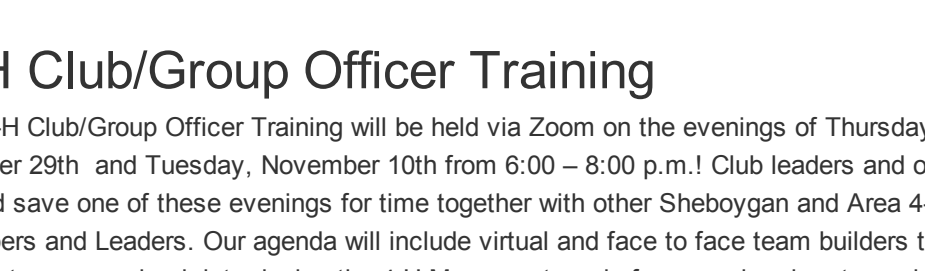 H Club/Group Officer Training
-H Club/Group Officer Training will be held via Zoom on the evenings of Thursday
er 29th and Tuesday, November 10th from 6:00 – 8:00 p.m.! Club leaders and o
d save one of these evenings for time together with other Sheboygan and Area 4-
ers and Leaders. Our agenda will include virtual and face to face team builders t